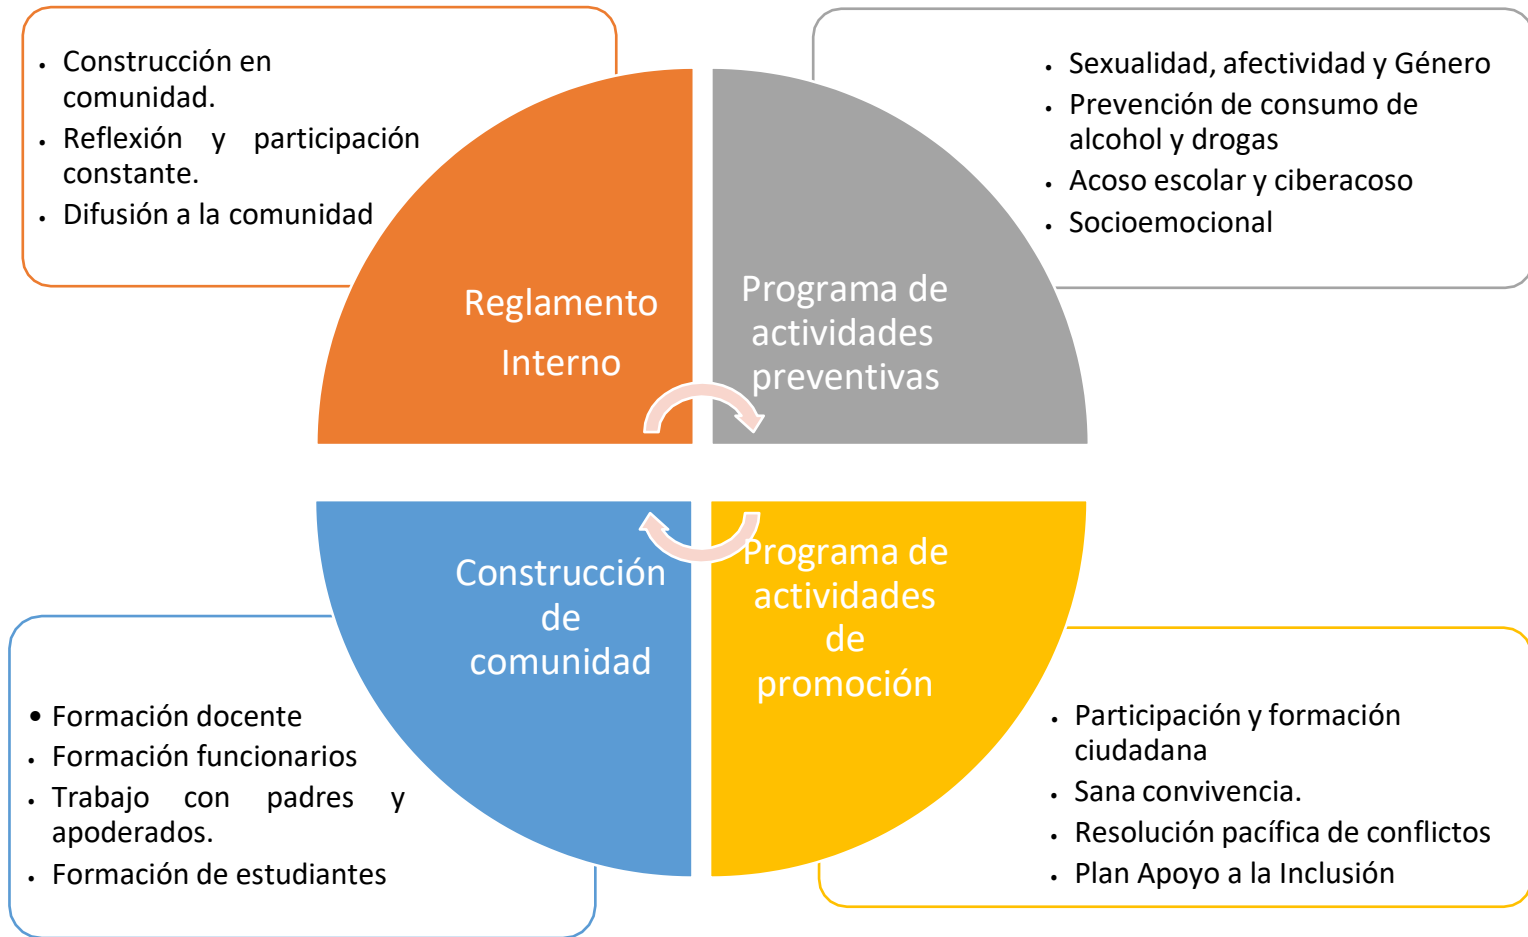 • Construcción en
comunidad.
• Reflexión y participación
constante.
• Difusión a la comunidad
• Sexualidad, afectividad y Género
• Prevención de consumo de
alcohol y drogas
• Acoso escolar y ciberacoso
• Socioemocional
Reglamento
Interno
Programa de
actividades
preventivas
Construcción
de
comunidad
Programa de
actividades
de
promoción
• Formación docente
• Formación funcionarios
• Trabajo con padres y
apoderados.
• Formación de estudiantes
• Participación y formación
ciudadana
• Sana convivencia.
• Resolución pacífica de conflictos
• Plan Apoyo a la Inclusión